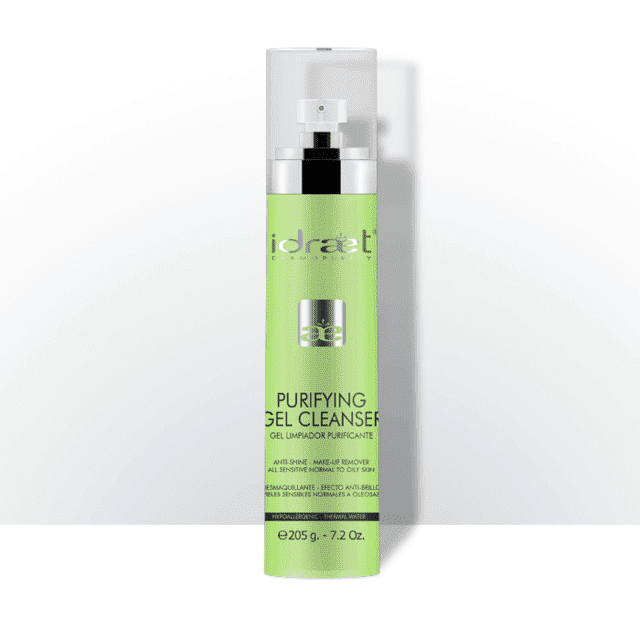 idraet®
DERMOPURITY
æ
PURIFYING
GEL CLEANSER
GEL LIMPIADOR PURIFICANTE
ANTI-SHINE - MAKE-UP REMOVER
ALL SENSITIVE NORMAL TO OILY SKIN
DESMAQUILLANTE - EFECTO ANTI-BRILLO
PIELES SENSIBLES NORMALES A OLEOSAS
HYPOALLERGENIC - THERMAL WATER
℮205 g. - 7.2 Oz.